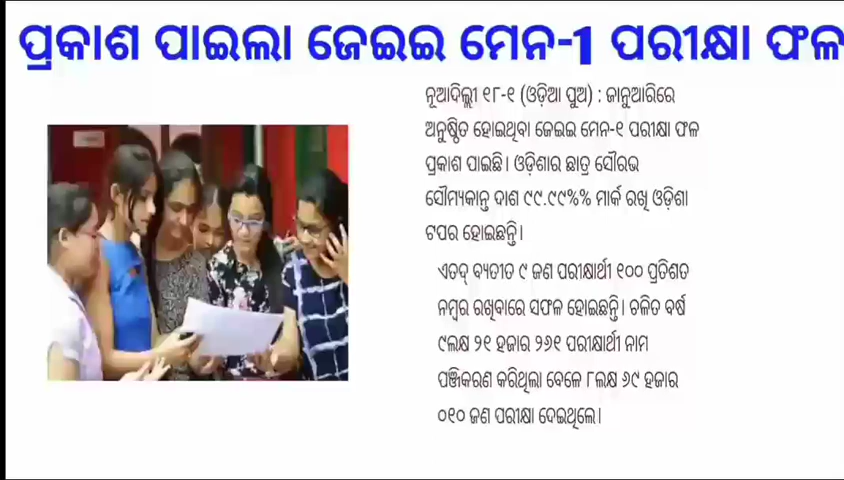 ପ୍ରକାଶ ପାଇଲା ଜେଇଇ ମେନ-1 ପରୀକ୍ଷା ଫଳ
ନୂଆଦିଲ୍ଲୀ ୧୮-୧ (ଓଡ଼ିଆ ପୁଅ) : ଜାନୁଆରିରେ
ଅନୁଷ୍ଠିତ ହୋଇଥିବା ଜେଇଇ ମେନ-୧ ପରୀକ୍ଷା ଫଳ
ପ୍ରକାଶ ପାଇଛି। ଓଡ଼ିଶାର ଛାତ୍ର ସୌରଭ
ସୌମ୍ୟକାନ୍ତ ଦାଶ ୯୯.୯୯%% ମାର୍କ ରଖି ଓଡ଼ିଶା
ଟପର ହୋଇଛନ୍ତି।
ଏତଦ୍ ବ୍ୟତୀତ ୯ ଜଣ ପରୀକ୍ଷାର୍ଥୀ ୧୦୦ ପ୍ରତିଶତ
ନମ୍ବର ରଖିବାରେ ସଫଳ ହୋଇଛନ୍ତି। ଚଳିତ ବର୍ଷ
୯ଲକ୍ଷ ୨୧ ହଜାର ୨୬୧ ପରୀକ୍ଷାର୍ଥୀ ନାମ
ପଞ୍ଜିକରଣ କରିଥିଲା ବେଳେ ୮ଲକ୍ଷ ୬୯ ହଜାର
୦୧୦ ଜଣ ପରୀକ୍ଷା ଦେଇଥିଲେ।